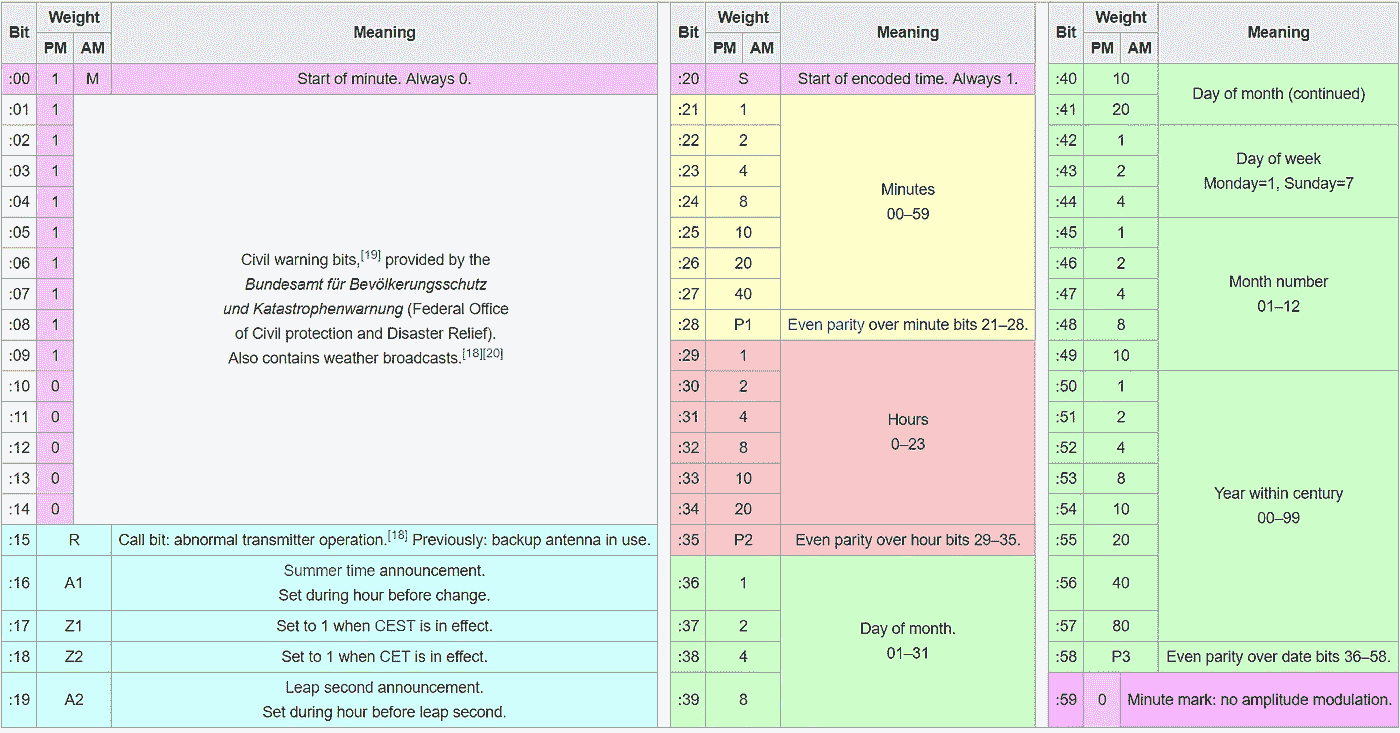 Bit Weight Meaning
PM AM
:00 1 M Start of minute. Always 0.
:01 1
:02 1
:03 1
:04 1
:05 1
:06 1
:07 1
:08 1
:09 1
:10 0
:11 0
:12 0
:13 0
:14 0
Civil warning bits,[19] provided by the
Bundesamt für Bevölkerungsschutz
und Katastrophenwarnung (Federal Office
of Civil protection and Disaster Relief).
Also contains weather broadcasts.[18][20]
:15 R Call bit: abnormal transmitter operation.[18] Previously: backup antenna in use.
:16 A1 Summer time announcement.
Set during hour before change.
:17 Z1 Set to 1 when CEST is in effect.
:18 Z2 Set to 1 when CET is in effect.
:19 A2 Leap second announcement.
Set during hour before leap second.
Bit Weight Meaning
PM AM
:20 S Start of encoded time. Always 1.
:21 1
:22 2
:23 4
:24 8
:25 10
:26 20
:27 40
Minutes
00–59
:28 P1 Even parity over minute bits 21–28.
:29 1
:30 2
:31 4
:32 8
:33 10
:34 20
Hours
0–23
:35 P2 Even parity over hour bits 29–35.
:36 1
:37 2
:38 4
:39 8
Day of month.
01–31
Bit Weight Meaning
PM AM
:40 10
:41 20
Day of month (continued)
:42 1
:43 2
:44 4
Day of week
Monday=1, Sunday=7
:45 1
:46 2
:47 4
:48 8
:49 10
Month number
01–12
:50 1
:51 2
:52 4
:53 8
:54 10
:55 20
:56 40
:57 80
Year within century
00–99
:58 P3 Even parity over date bits 36–58.
:59 0 Minute mark: no amplitude modulation.